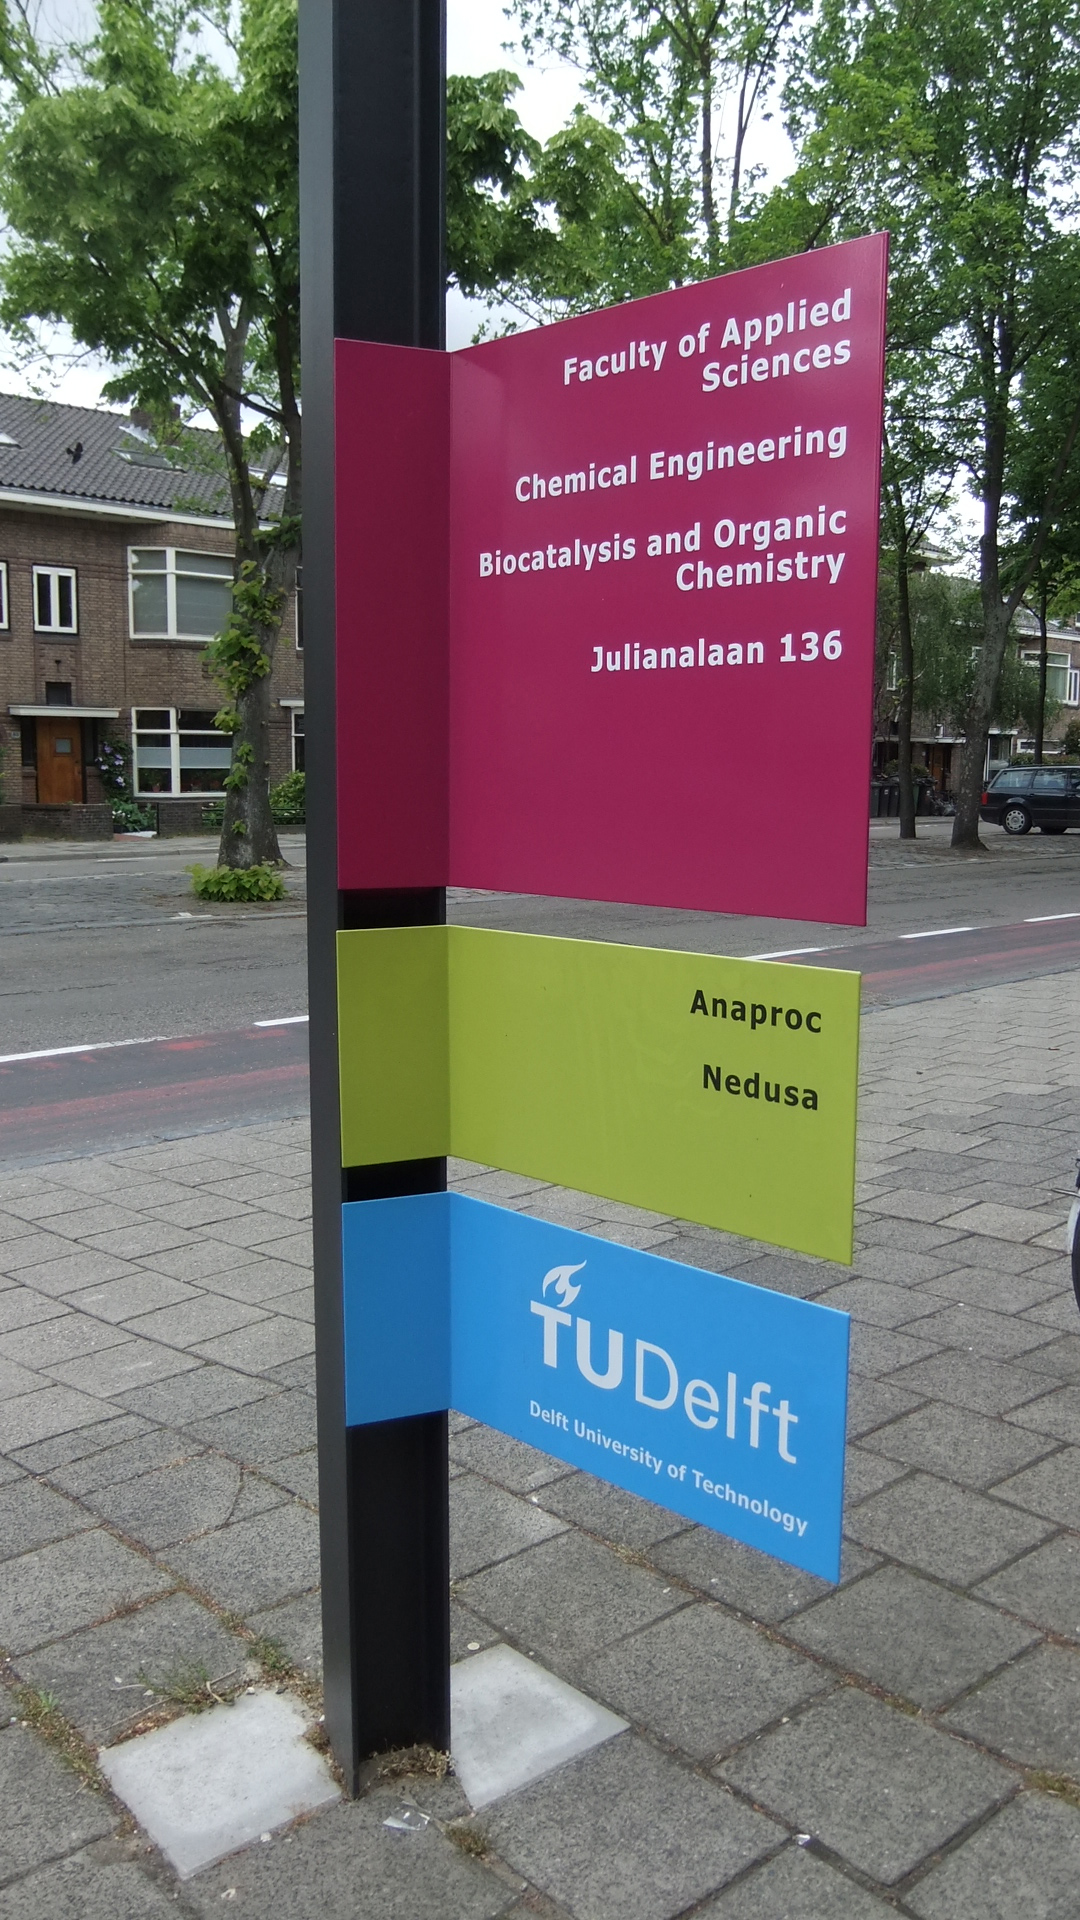 Faculty of Applied
Sciences
Chemical Engineering
Biocatalysis and Organic
Chemistry
Julianalaan 136
Anaproc
Nedusa
TUDelft
Delft University of Technology